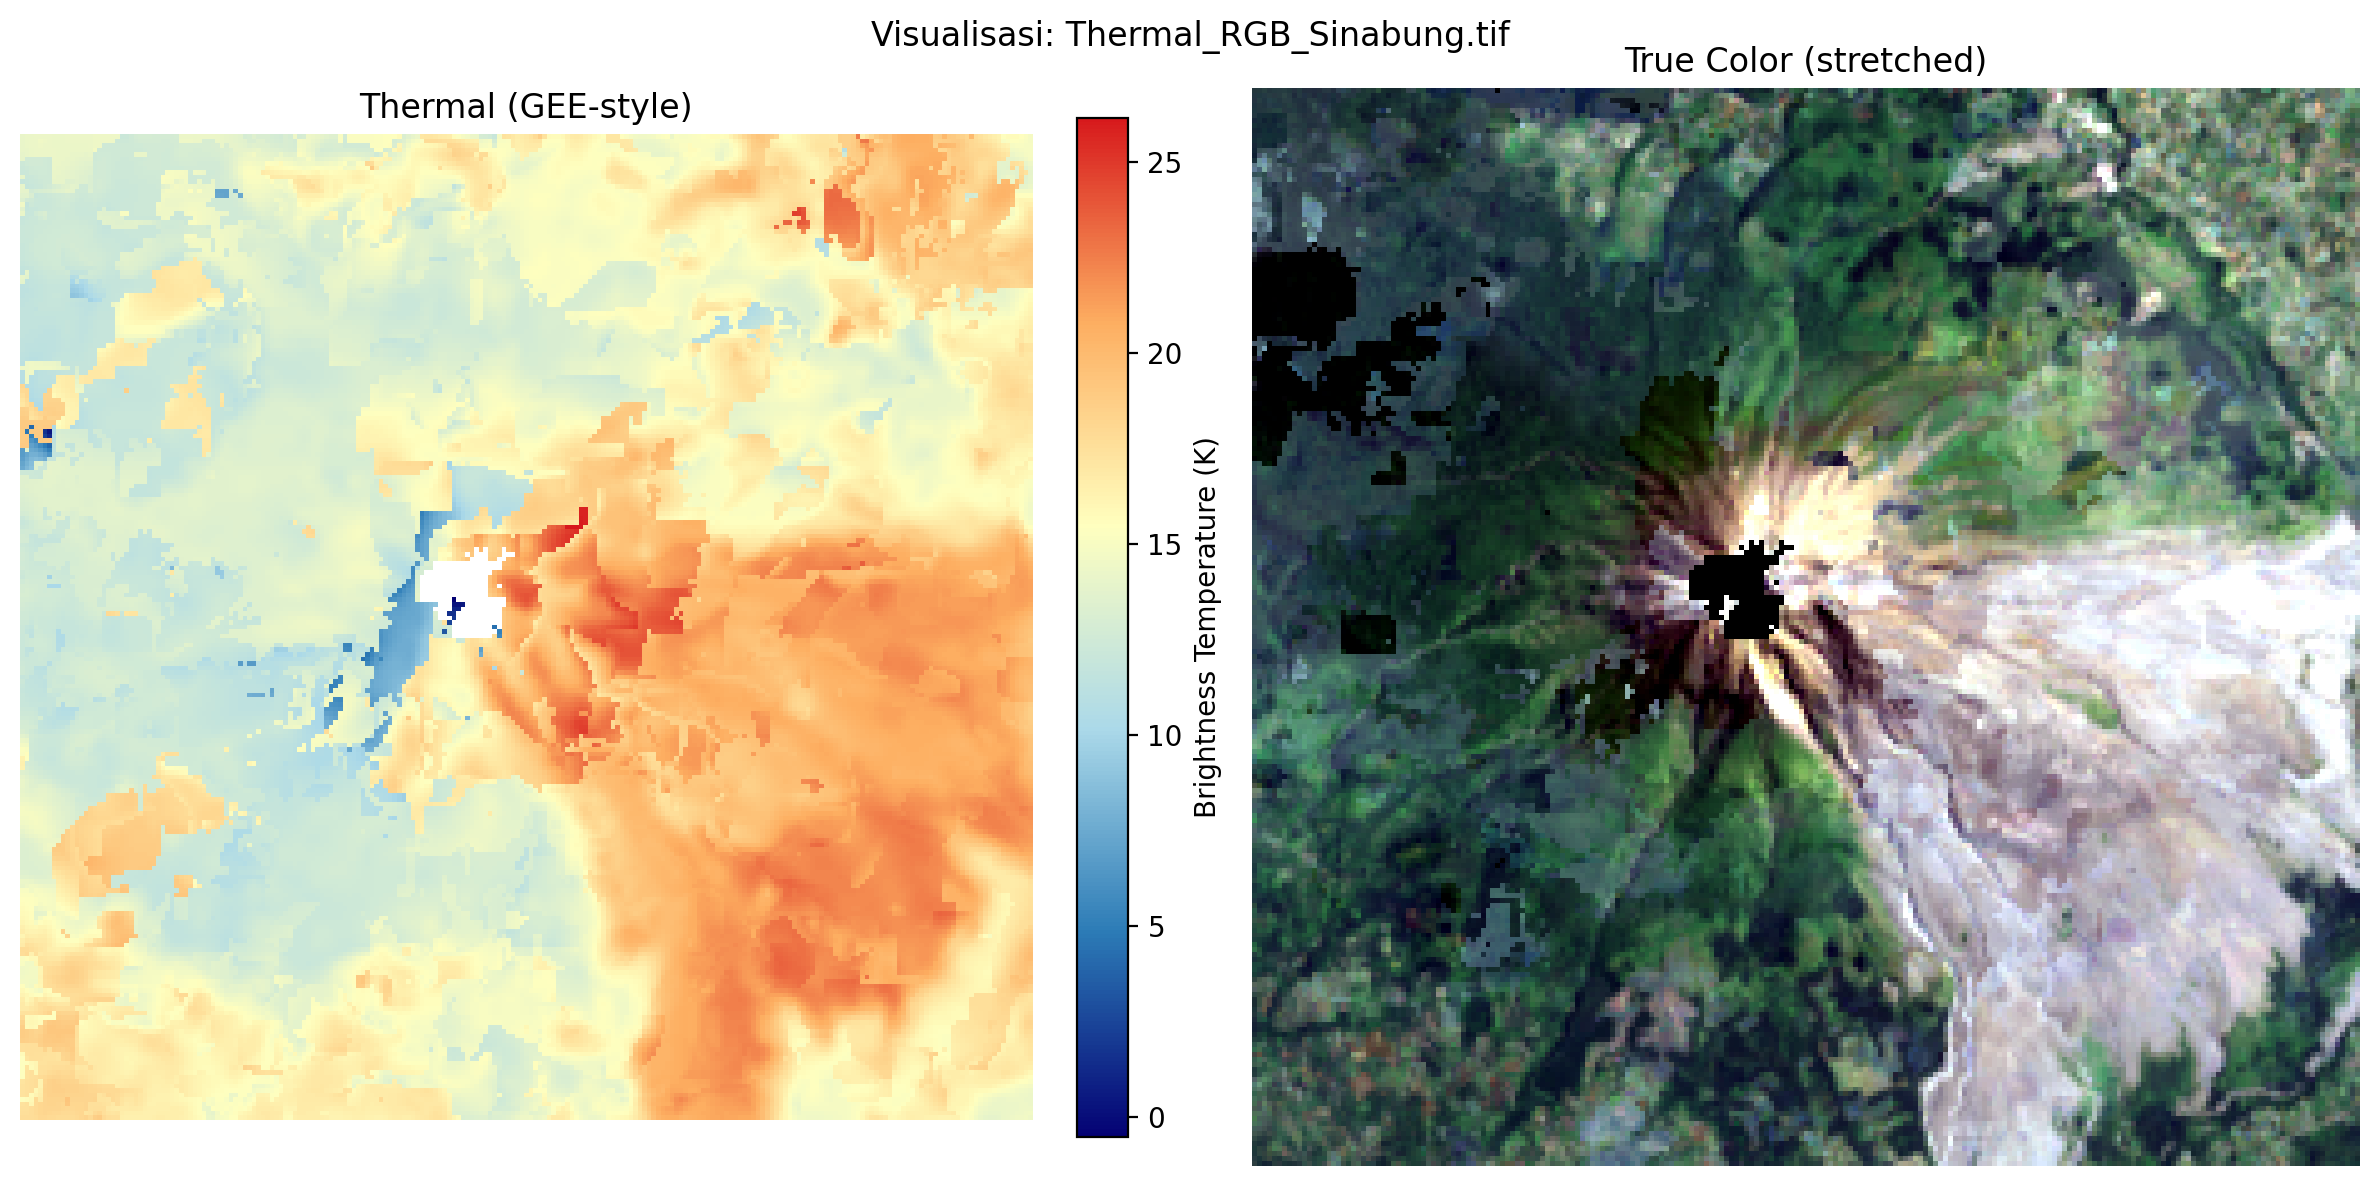 Visualisasi: Thermal_RGB_Sinabung.tif
Thermal (GEE-style)
25
20
15
10
5
0
Brightness Temperature (K)
True Color (stretched)